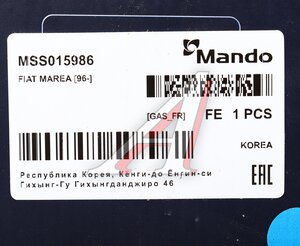 MSS015986
Mando
FIAT MAREA [96-]
[GAS_FR] FE 1 PCS
KOREA
Республика Корея, Кенги-до Енгин-си
Гихынг-Гу Гихынгданджиро 46
EAC